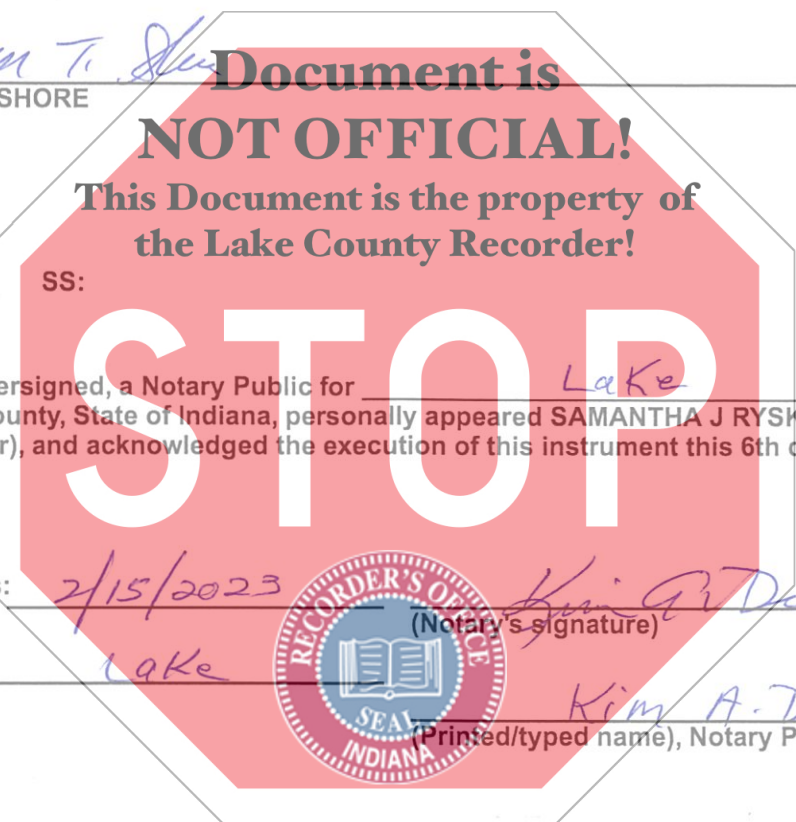 T. 
Document is
SHORE
NOT OFFICIAL!
This Document is the property of
the Lake County Recorder!
SS:
STOP
ersigned, a Notary Public for Lake
ounty, State of Indiana, personally appeared SAMANTHA J RYSK
r), and acknowledged the execution of this instrument this 6th
2/15/2023
(Notary's signature)
Lake
RECORDER'S OFFICE
SEAL
INDIANA
Kim A.
(Printed/typed name), Notary P